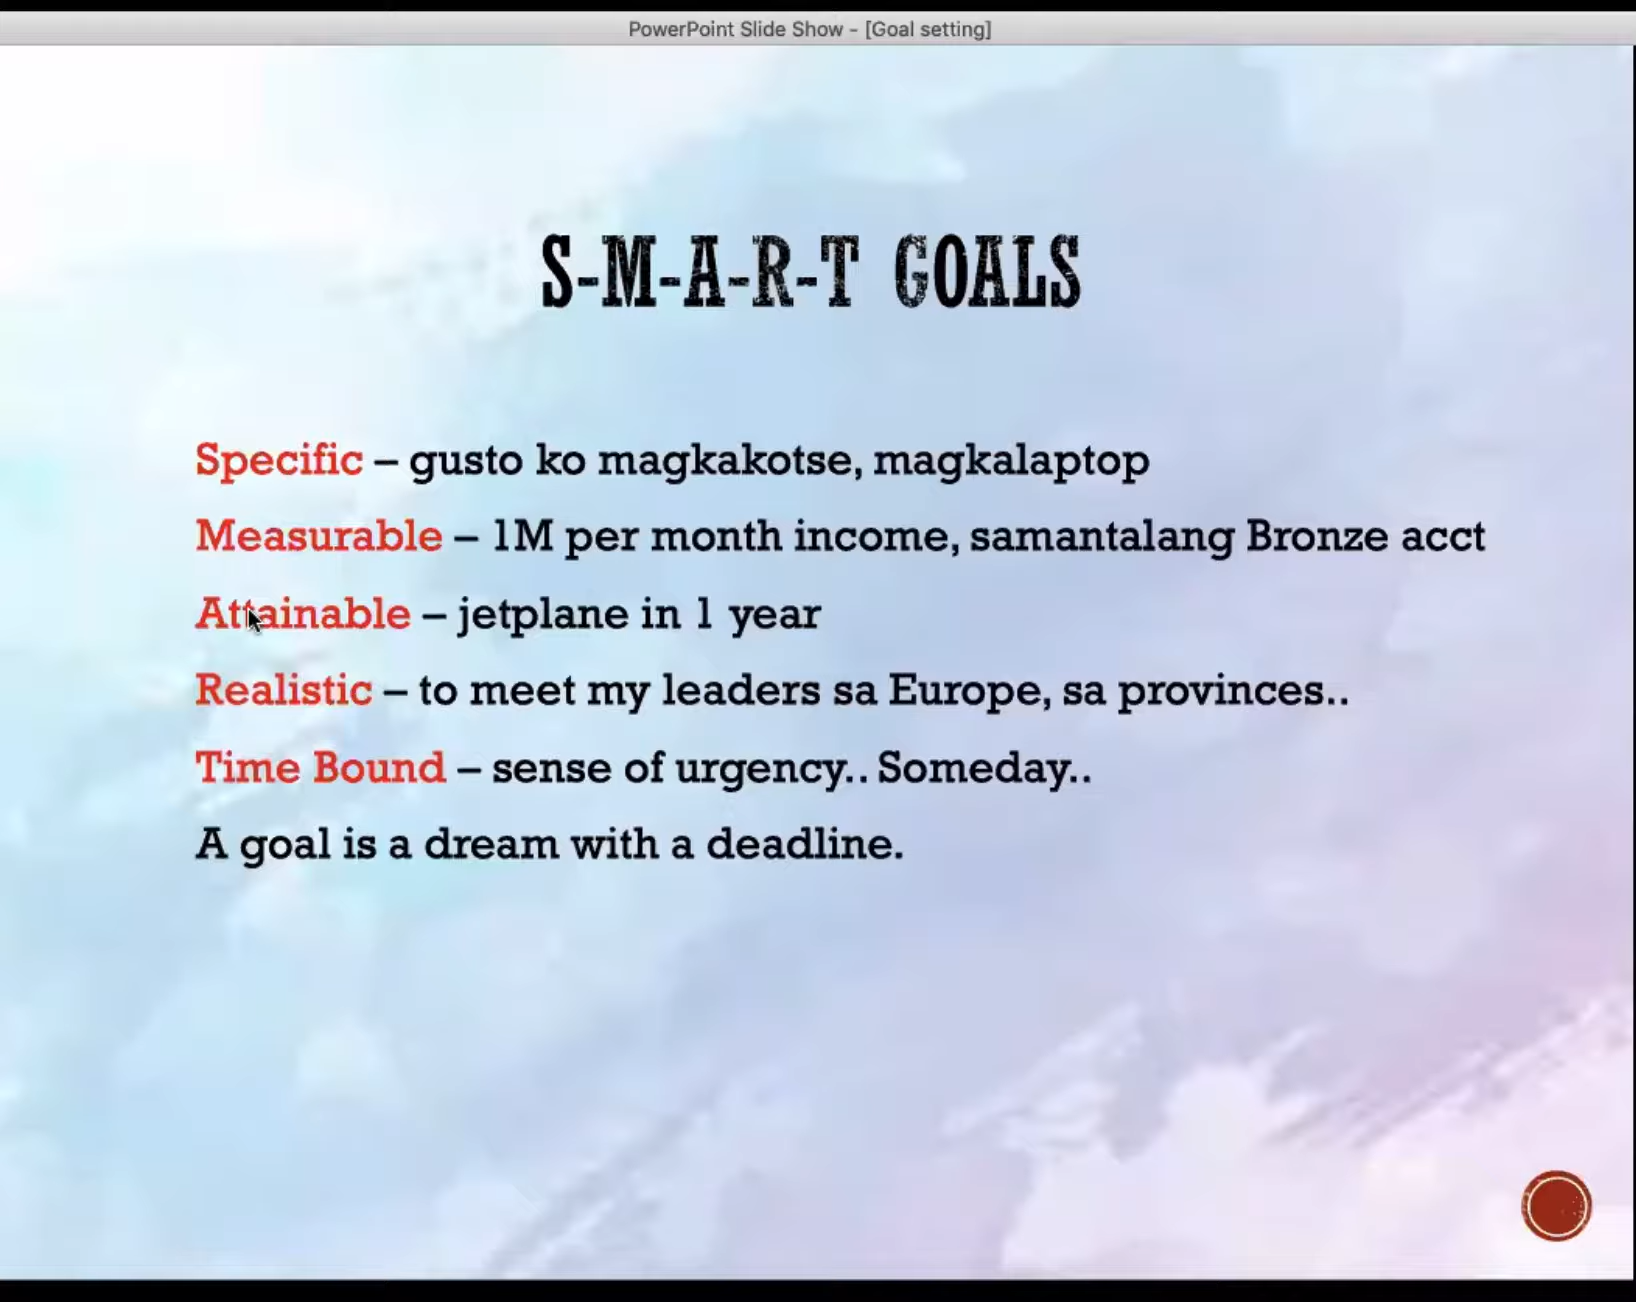 PowerPoint Slide Show - [Goal setting]
S-M-A-R-T GOALS
Specific – gusto ko magkakotse, magkalaptop
Measurable – 1M per month income, samantalang Bronze acct
Attainable – jetplane in 1 year
Realistic – to meet my leaders sa Europe, sa provinces..
Time Bound – sense of urgency.. Someday..
A goal is a dream with a deadline.